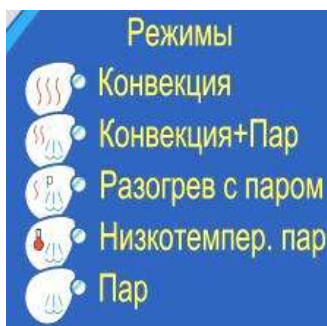 Режимы
Конвекция
Конвекция+Пар
Р
Разогрев с паром
Низкотемпер. пар
Пар